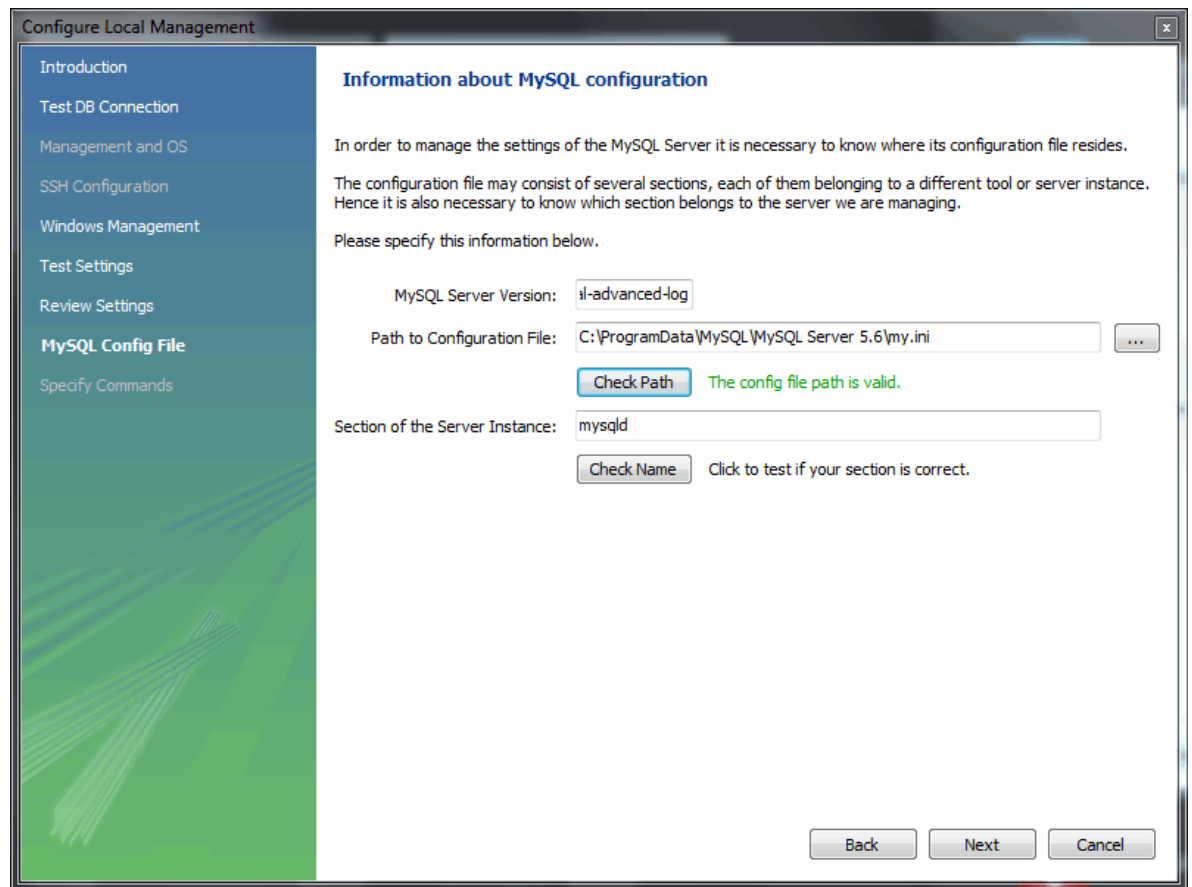 Configure Local Management
x
Introduction
Test DB Connection
Management and OS
SSH Configuration
Windows Management
Test Settings
Review Settings
MySQL Config File
Specify Commands
Information about MySQL configuration
In order to manage the settings of the MySQL Server it is necessary to know where its configuration file resides.
The configuration file may consist of several sections, each of them belonging to a different tool or server instance.
Hence it is also necessary to know which section belongs to the server we are managing.
Please specify this information below.
MySQL Server Version: al-advanced-log
Path to Configuration File: C:\ProgramData\MySQL\MySQL Server 5.6\my.ini ...
Check Path The config file path is valid.
Section of the Server Instance: mysqld
Check Name Click to test if your section is correct.
Back Next Cancel